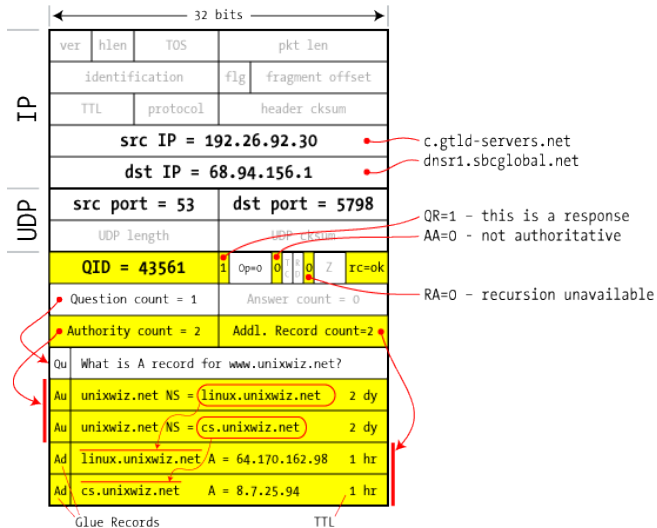 32 bits
ver hlen TOS pkt len
identification flg fragment offset
TTL protocol header cksum
IP
src IP = 192.26.92.30 c.gtld-servers.net
dst IP = 68.94.156.1 dnsr1.sbcglobal.net
UDP
src port = 53 dst port = 5798
QR=1 - this is a response
UDP length UDP cksum
AA=0 - not authoritative
QID = 43561 1 Op=0 0 TC RD 0 Z rc=ok
Question count = 1 Answer count = 0
RA=0 - recursion unavailable
Authority count = 2 Addl. Record count=2
Qu What is A record for www.unixwiz.net?
Au unixwiz.net NS = linux.unixwiz.net 2 dy
Au unixwiz.net NS = cs.unixwiz.net 2 dy
Ad linux.unixwiz.net A = 64.170.162.98 1 hr
Ad cs.unixwiz.net A = 8.7.25.94 1 hr
Glue Records TTL